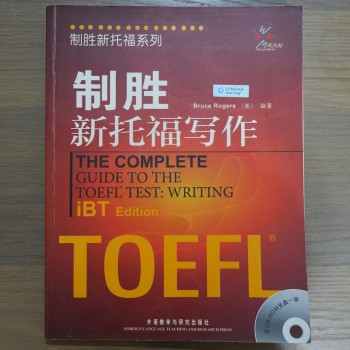 制胜新托福系列
制胜
CENGAGE
Learning
Bruce Rogers (美) 编著
新托福写作
THE COMPLETE
GUIDE TO THE
TOEFL® TEST: WRITING
iBT Edition
TOEFL®
外语教学与研究出版社
FOREIGN LANGUAGE TEACHING AND RESEARCH PRESS